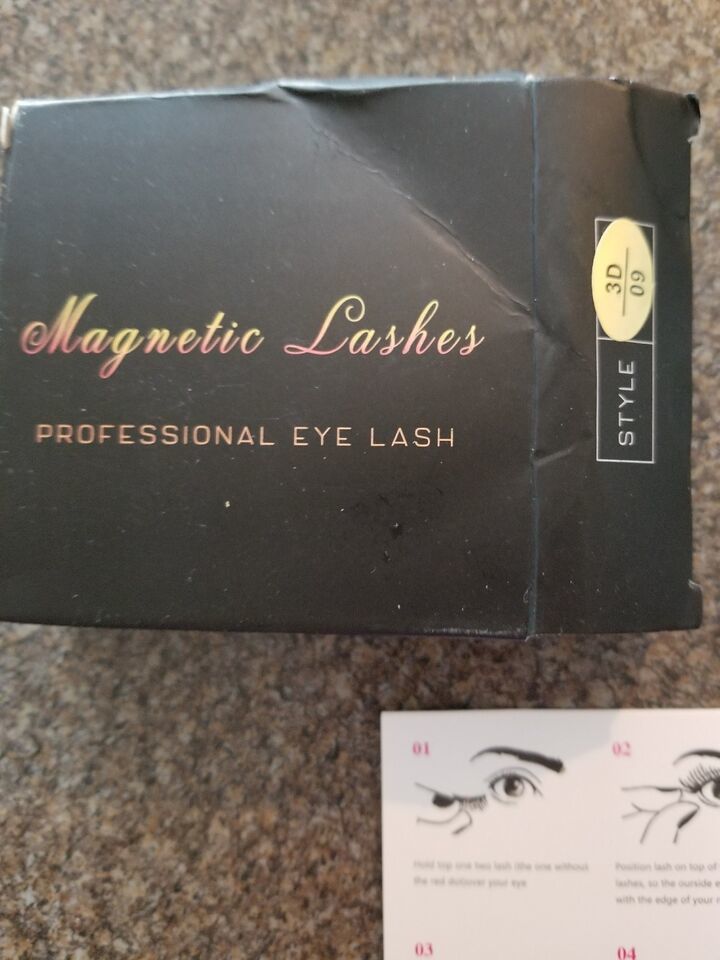 Magnetic Lashes
PROFESSIONAL EYE LASH
STYLE
3D
09
01
Hold top one two lash (the one without
the red dot)over your eye
02
Position lash on top of
lashes, so the ourside e
with the edge of your n
03
04